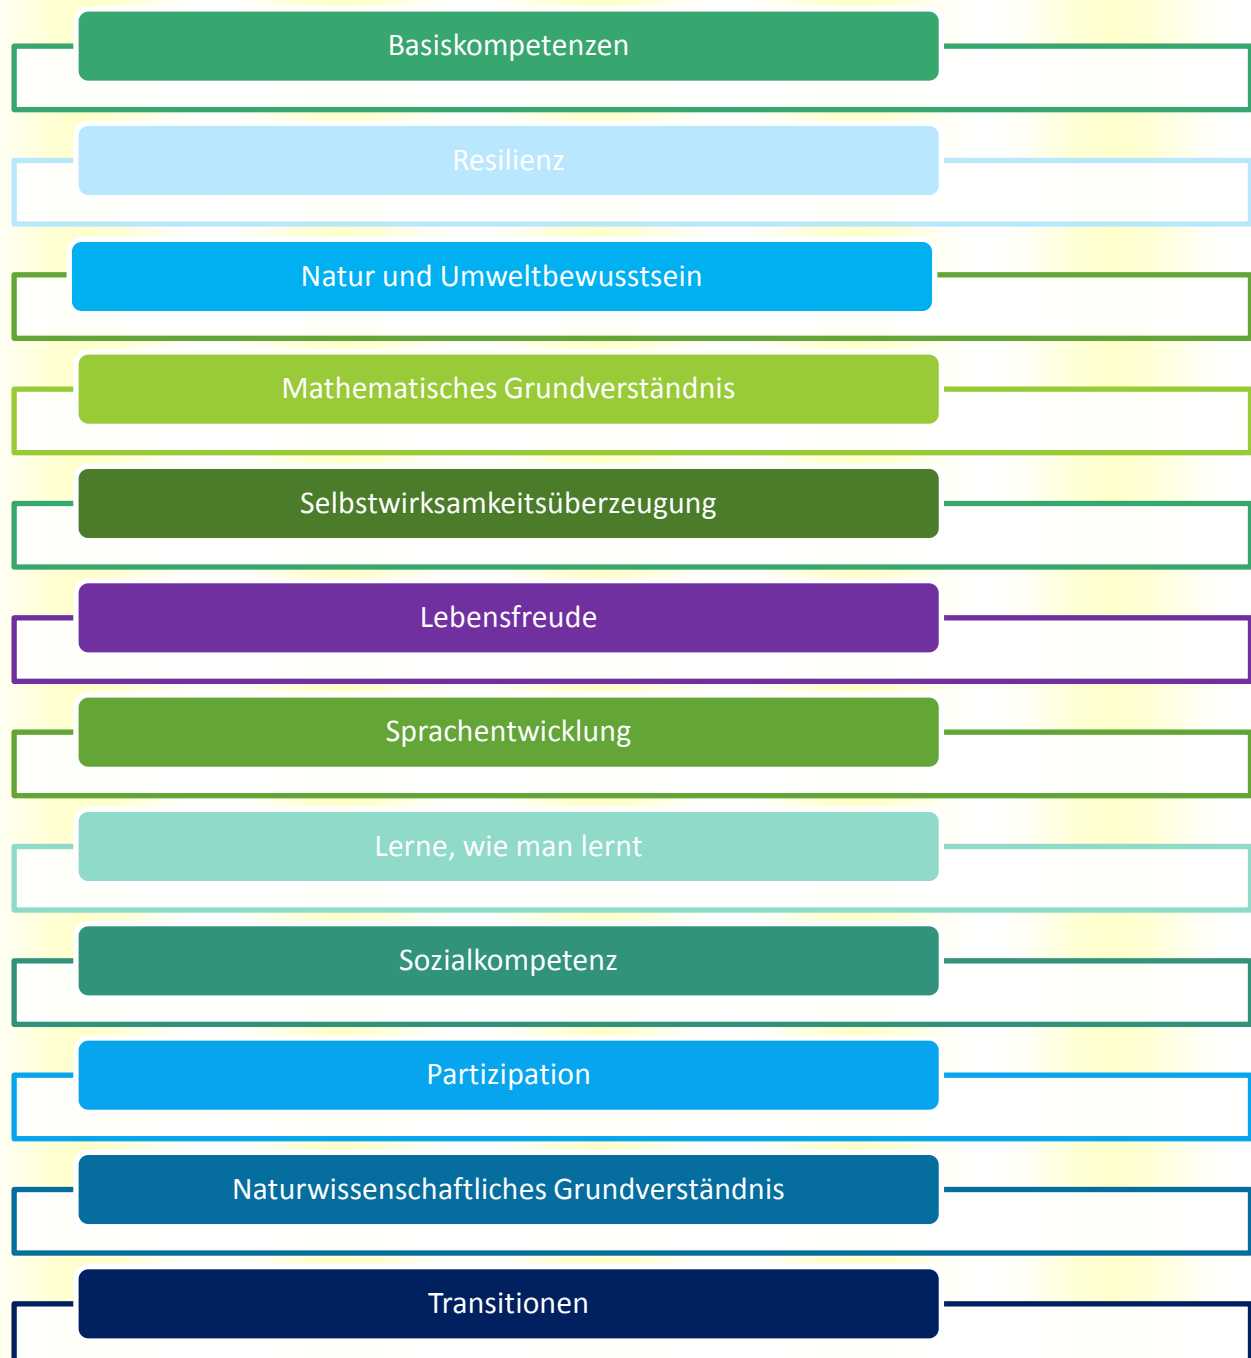 Basiskompetenzen
Resilienz
Natur und Umweltbewusstsein
Mathematisches Grundverständnis
Selbstwirksamkeitsüberzeugung
Lebensfreude
Sprachentwicklung
Lerne, wie man lernt
Sozialkompetenz
Partizipation
Naturwissenschaftliches Grundverständnis
Transitionen